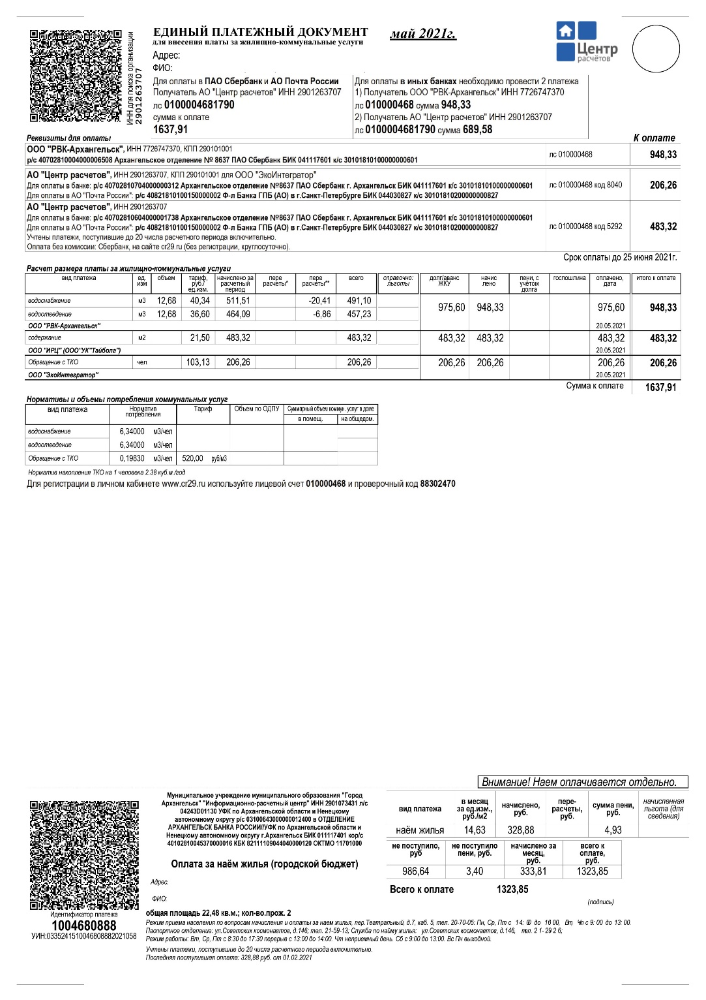 ЕДИНЫЙ ПЛАТЕЖНЫЙ ДОКУМЕНТ
май 2021г.
для внесения платы за жилищно-коммунальные услуги
Центр
расчётов
ИНН для поиска организации
2901263707
Адрес:
ФИО:
Для оплаты в ПАО Сбербанк и АО Почта России
Получатель АО "Центр расчетов" ИНН 2901263707
лс 0100004681790
сумма к оплате
1637,91
Для оплаты в иных банках необходимо провести 2 платежа
1) Получатель ООО "РВК-Архангельск" ИНН 7726747370
лс 010000468 сумма 948,33
2) Получатель АО "Центр расчетов" ИНН 2901263707
лс 0100004681790 сумма 689,58
Реквизиты для оплаты
К оплате
ООО "РВК-Архангельск", ИНН 7726747370, КПП 290101001
р/с 40702810004000006508 Архангельское отделение № 8637 ПАО Сбербанк БИК 041117601 к/с 30101810100000000601
лс 010000468
948,33
АО "Центр расчетов", ИНН 2901263707, КПП 290101001 для ООО "ЭкоИнтегратор"
Для оплаты в банке: р/с 40702810704000000312 Архангельское отделение №8637 ПАО Сбербанк г. Архангельск БИК 041117601 к/с 30101810100000000601
Для оплаты в АО "Почта России": р/с 40821810100150000002 Ф-л Банка ГПБ (АО) в г.Санкт-Петербурге БИК 044030827 к/с 30101810200000000827
лс 010000468 код 8040
206,26
АО "Центр расчетов", ИНН 2901263707
Для оплаты в банке: р/с 40702810604000001738 Архангельское отделение №8637 ПАО Сбербанк г. Архангельск БИК 041117601 к/с 30101810100000000601
Для оплаты в АО "Почта России": р/с 40821810100150000002 Ф-л Банка ГПБ (АО) в г.Санкт-Петербурге БИК 044030827 к/с 30101810200000000827
Учтены платежи, поступившие до 20 числа расчетного периода включительно.
Оплата без комиссии: Сбербанк, на сайте cr29.ru (без регистрации, круглосуточно).
лс 010000468 код 5292
483,32
Срок оплаты до 25 июня 2021г.
Расчет размера платы за жилищно-коммунальные услуги
вид платежа ед. изм объем тариф, руб./ ед.изм. начислено за расчетный период пере расчеты* пере расчеты** всего справочно: льготы долг/аванс ЖКУ начис лено пени, с учётом долга госпошлина оплачено, дата итого к оплате
водоснабжение м3 12,68 40,34 511,51 -20,41 491,10
водоотведение м3 12,68 36,60 464,09 -6,86 457,23
975,60 948,33 975,60 948,33
ООО "РВК-Архангельск" 20.05.2021
содержание м2 21,50 483,32 483,32 483,32 483,32 483,32 483,32
ООО "ИРЦ" (ООО"УК"Тайбола") 20.05.2021
Обращение с ТКО чел 103,13 206,26 206,26 206,26 206,26 206,26 206,26
ООО "ЭкоИнтегратор" 20.05.2021
Сумма к оплате 1637,91
Нормативы и объемы потребления коммунальных услуг
вид платежа Норматив потребления Тариф Объем по ОДПУ Суммарный объем коммун. услуг в доме
в помещ. на общедом.
водоснабжение 6,34000 м3/чел
водоотведение 6,34000 м3/чел
Обращение с ТКО 0,19830 м3/чел 520,00 руб/м3
Норматив накопления ТКО на 1 человека 2.38 куб.м./год
Для регистрации в личном кабинете www.cr29.ru используйте лицевой счет 010000468 и проверочный код 88302470
Внимание! Наем оплачивается отдельно.
Муниципальное учреждение муниципального образования "Город
Архангельск" "Информационно-расчетный центр" ИНН 2901073431 л/с
04243D01130 УФК по Архангельской области и Ненецкому
автономному округу р/с 03100643000000012400 в ОТДЕЛЕНИЕ
АРХАНГЕЛЬСК БАНКА РОССИИ//УФК по Архангельской области и
Ненецкому автономному округу г.Архангельск БИК 011117401 кор/с
40102810045370000016 КБК 82111109044040000120 ОКТМО 11701000
Оплата за наём жилья (городской бюджет)
Адрес:
ФИО:
вид платежа в месяц за ед.изм., руб./м2 начислено, руб. пере- расчеты, руб. сумма пени, руб. начисленная льгота (для сведения)
наём жилья 14,63 328,88 4,93
не поступило, руб не поступило пени, руб. начислено за месяц, руб. всего к оплате, руб.
986,64 3,40 333,81 1323,85
Всего к оплате 1323,85
(подпись)
Идентификатор платежа
1004680888
УИН:0335241510046808882021058
общая площадь 22,48 кв.м.; кол-во.прож. 2
Режим приема населения по вопросам начисления и оплаты за наем жилья, пер.Театральный, д.7, каб. 5, тел. 20-70-05: Пн, Ср, Пт с 14: 00 до 16:00, Вт, Чт с 9: 00 до 13: 00.
Паспортное отделение: ул.Советских космонавтов, д.146; тел. 21-59-13; Служба по найму жилья: ул.Советских космонавтов, д.146, тел. 2 1- 29 2 6;
Режим работы: Вт, Ср, Пт с 8:30 до 17:30 перерыв с 13:00 до 14:00. Чт неприемный день. Сб с 9:00 до 13:00. Вс Пн выходной.
Учтены платежи, поступившие до 20 числа расчетного периода включительно.
Последняя поступившая оплата: 328,88 руб. от 01.02.2021